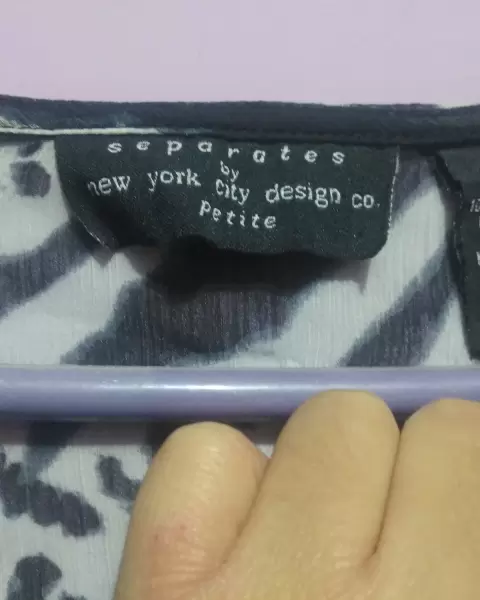 separates
by
new york city design co.
Petite